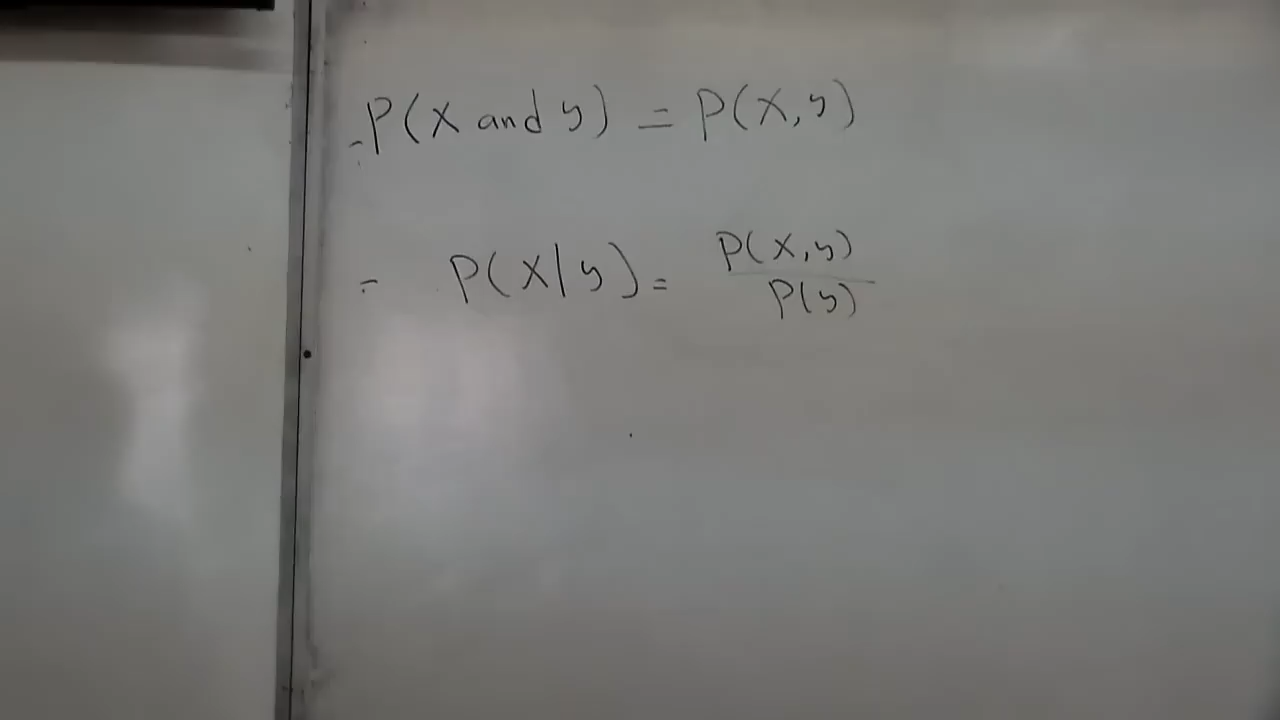 - P(X and y) = P(X, y)
- P(X|y) = P(X, y) / P(y)